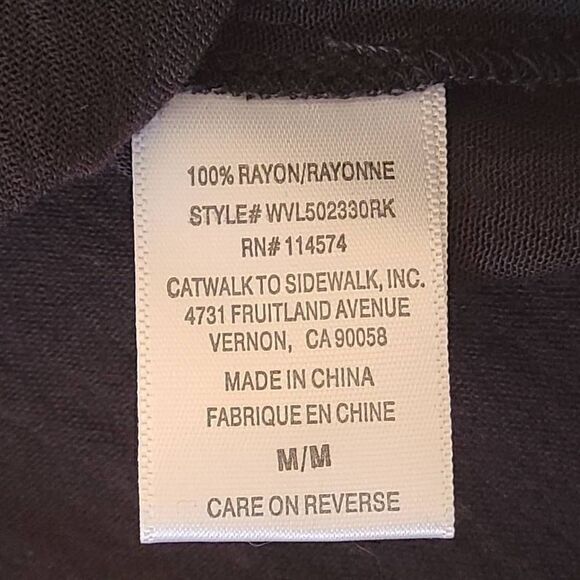 100% RAYON/RAYONNE
STYLE# WVL502330RK
RN# 114574
CATWALK TO SIDEWALK, INC.
4731 FRUITLAND AVENUE
VERNON, CA 90058
MADE IN CHINA
FABRIQUE EN CHINE
M/M
CARE ON REVERSE